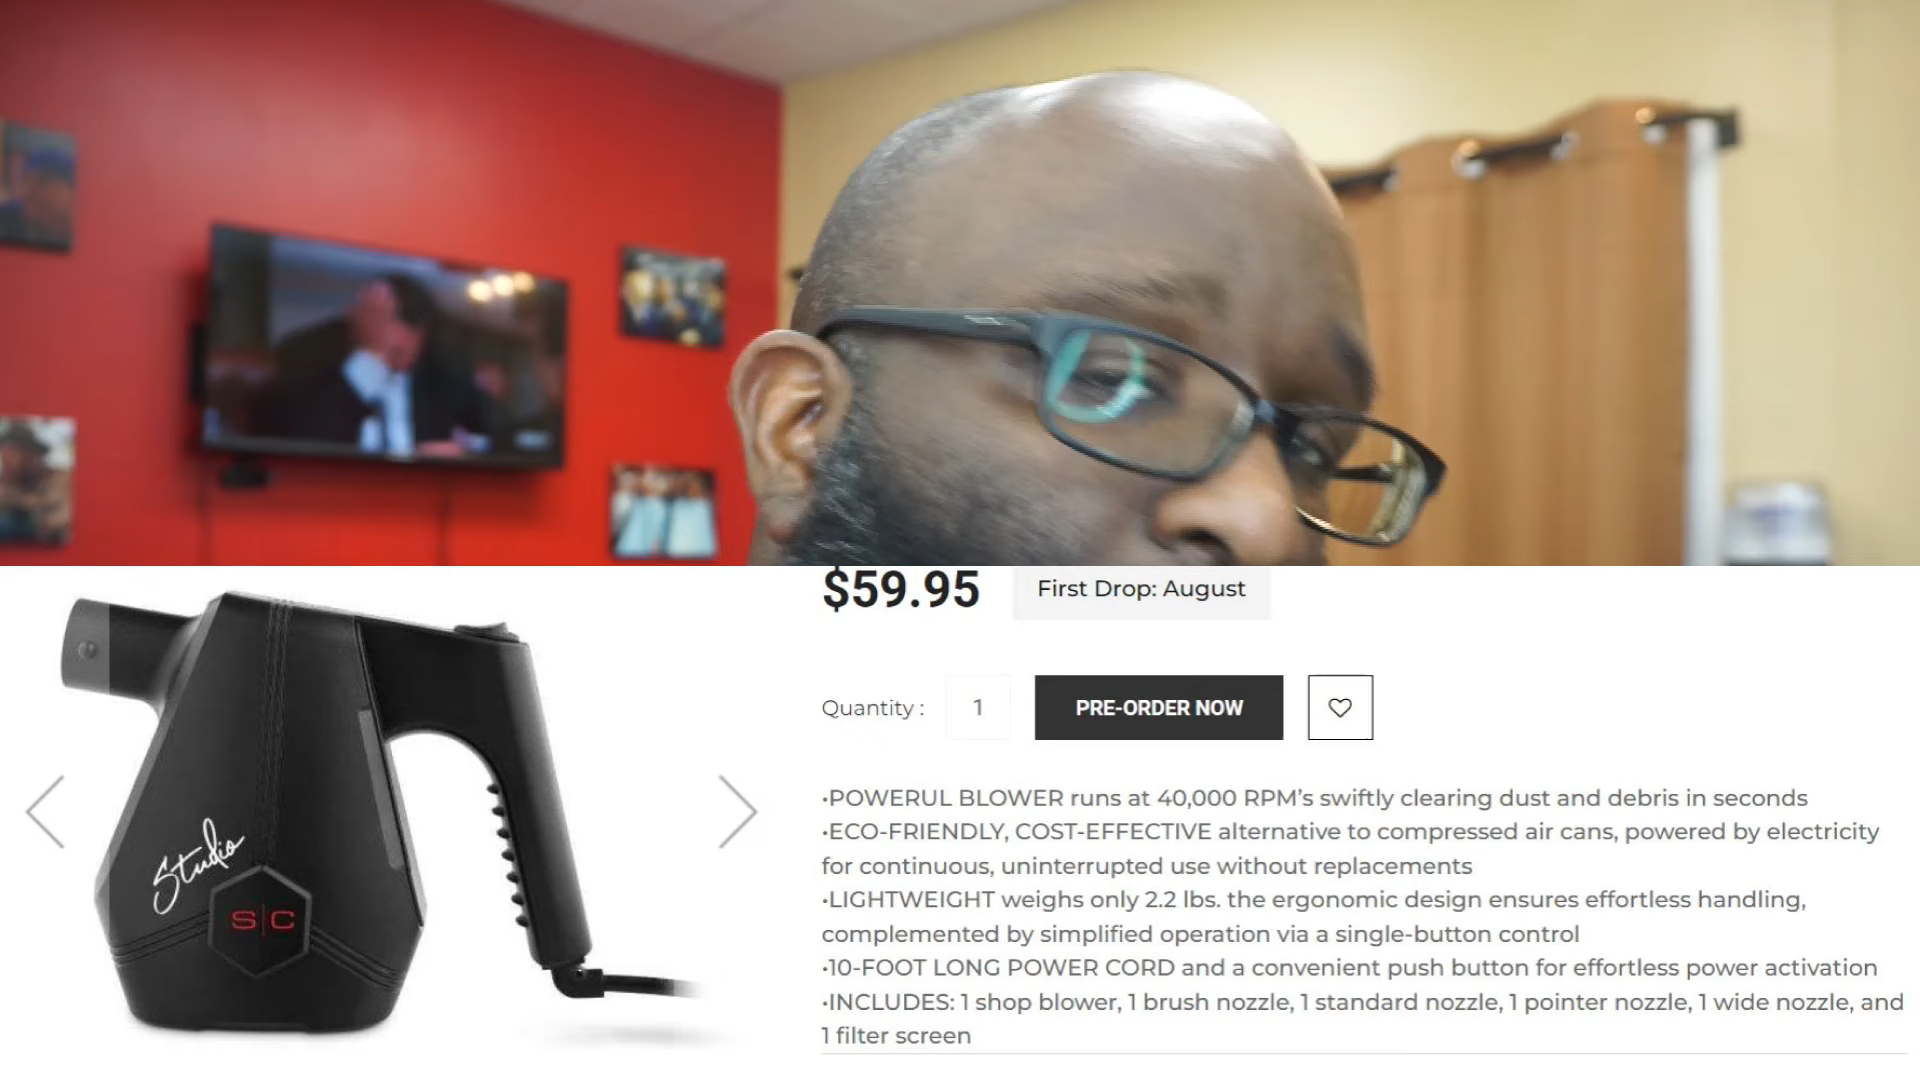 $59.95
First Drop: August
Quantity :
1
PRE-ORDER NOW
•POWERUL BLOWER runs at 40,000 RPM's swiftly clearing dust and debris in seconds
•ECO-FRIENDLY, COST-EFFECTIVE alternative to compressed air cans, powered by electricity
for continuous, uninterrupted use without replacements
•LIGHTWEIGHT weighs only 2.2 lbs. the ergonomic design ensures effortless handling,
complemented by simplified operation via a single-button control
•10-FOOT LONG POWER CORD and a convenient push button for effortless power activation
•INCLUDES: 1 shop blower, 1 brush nozzle, 1 standard nozzle, 1 pointer nozzle, 1 wide nozzle, and
1 filter screen
Studio
S|C